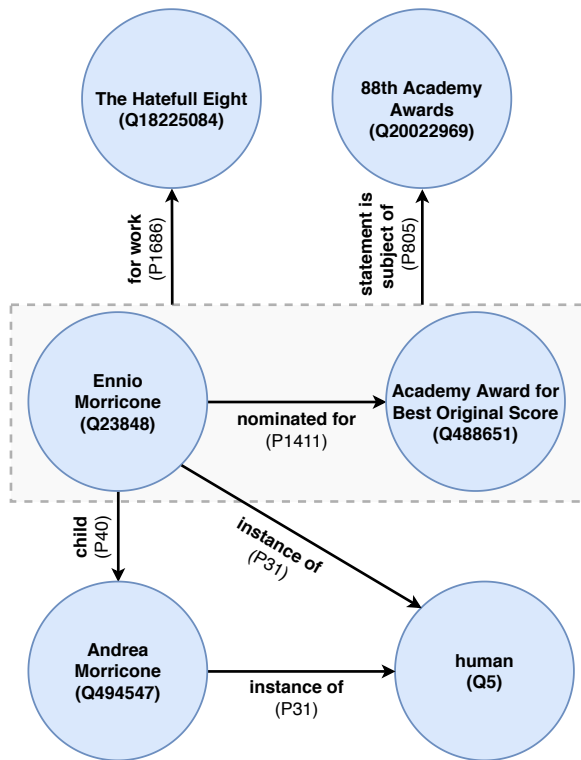 The Hatefull Eight
(Q18225084)
88th Academy
Awards
(Q20022969)
for work
(P1686)
statement is
subject of
(P805)
Ennio
Morricone
(Q23848)
nominated for
(P1411)
Academy Award for
Best Original Score
(Q488651)
child
(P40)
instance of
(P31)
Andrea
Morricone
(Q494547)
instance of
(P31)
human
(Q5)